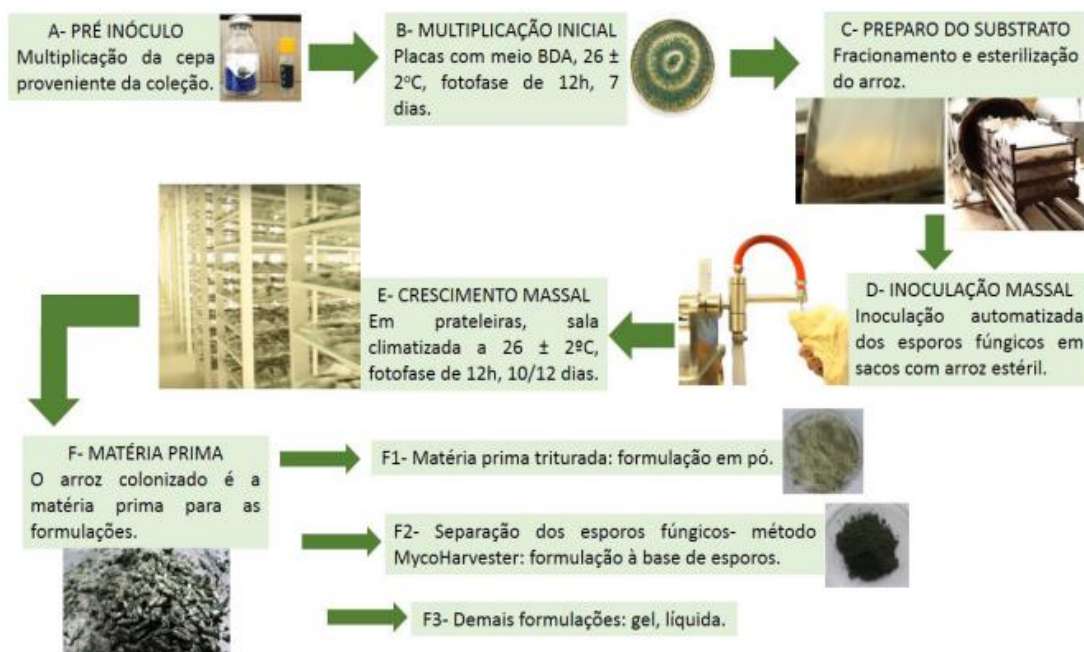 A- PRÉ INÓCULO
Multiplicação da cepa
proveniente da coleção.
B- MULTIPLICAÇÃO INICIAL
Placas com meio BDA, 26 ±
2ºC, fotofase de 12h, 7
dias.
C- PREPARO DO SUBSTRATO
Fracionamento e esterilização
do arroz.
D- INOCULAÇÃO MASSAL
Inoculação automatizada
dos esporos fúngicos em
sacos com arroz estéril.
E- CRESCIMENTO MASSAL
Em prateleiras, sala
climatizada a 26 ± 2ºC,
fotofase de 12h, 10/12 dias.
F- MATÉRIA PRIMA
O arroz colonizado é a
matéria prima para as
formulações.
F1- Matéria prima triturada: formulação em pó.
F2- Separação dos esporos fúngicos- método
MycoHarvester: formulação à base de esporos.
F3- Demais formulações: gel, líquida.